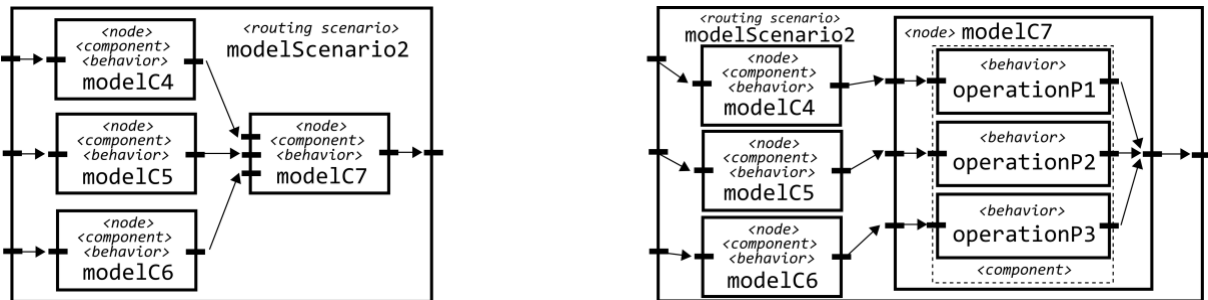 <routing scenario>
modelScenario2
<node>
<component>
<behavior>
modelC4
<node>
<component>
<behavior>
modelC5
<node>
<component>
<behavior>
modelC6
<node>
<component>
<behavior>
modelC7
<routing scenario>
modelScenario2
<node>
<component>
<behavior>
modelC4
<node>
<component>
<behavior>
modelC5
<node>
<component>
<behavior>
modelC6
<node> modelC7
<behavior>
operationP1
<behavior>
operationP2
<behavior>
operationP3
<component>